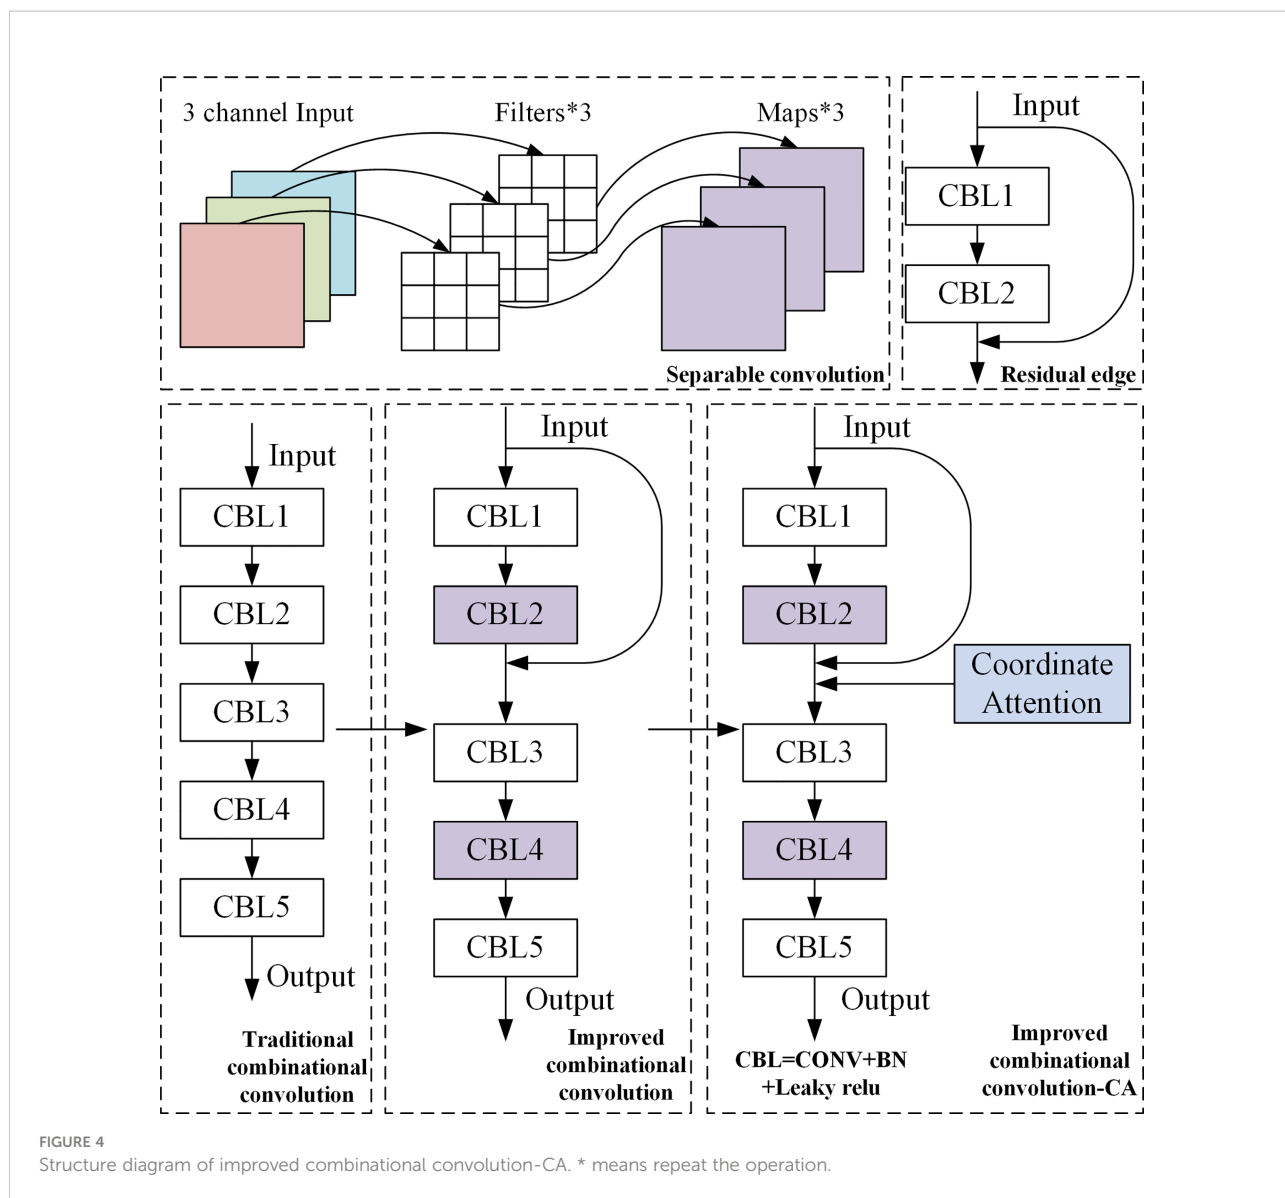 3 channel Input
Filters*3
Maps*3
Separable convolution
Input
CBL1
CBL2
Residual edge
Input
CBL1
CBL2
CBL3
CBL4
CBL5
Output
Traditional
combinational
convolution
Input
CBL1
CBL2
CBL3
CBL4
CBL5
Output
Improved
combinational
convolution
Input
CBL1
CBL2
Coordinate
Attention
CBL3
CBL4
CBL5
Output
CBL=CONV+BN
+Leaky relu
Improved
combinational
convolution-CA
FIGURE 4
Structure diagram of improved combinational convolution-CA. * means repeat the operation.